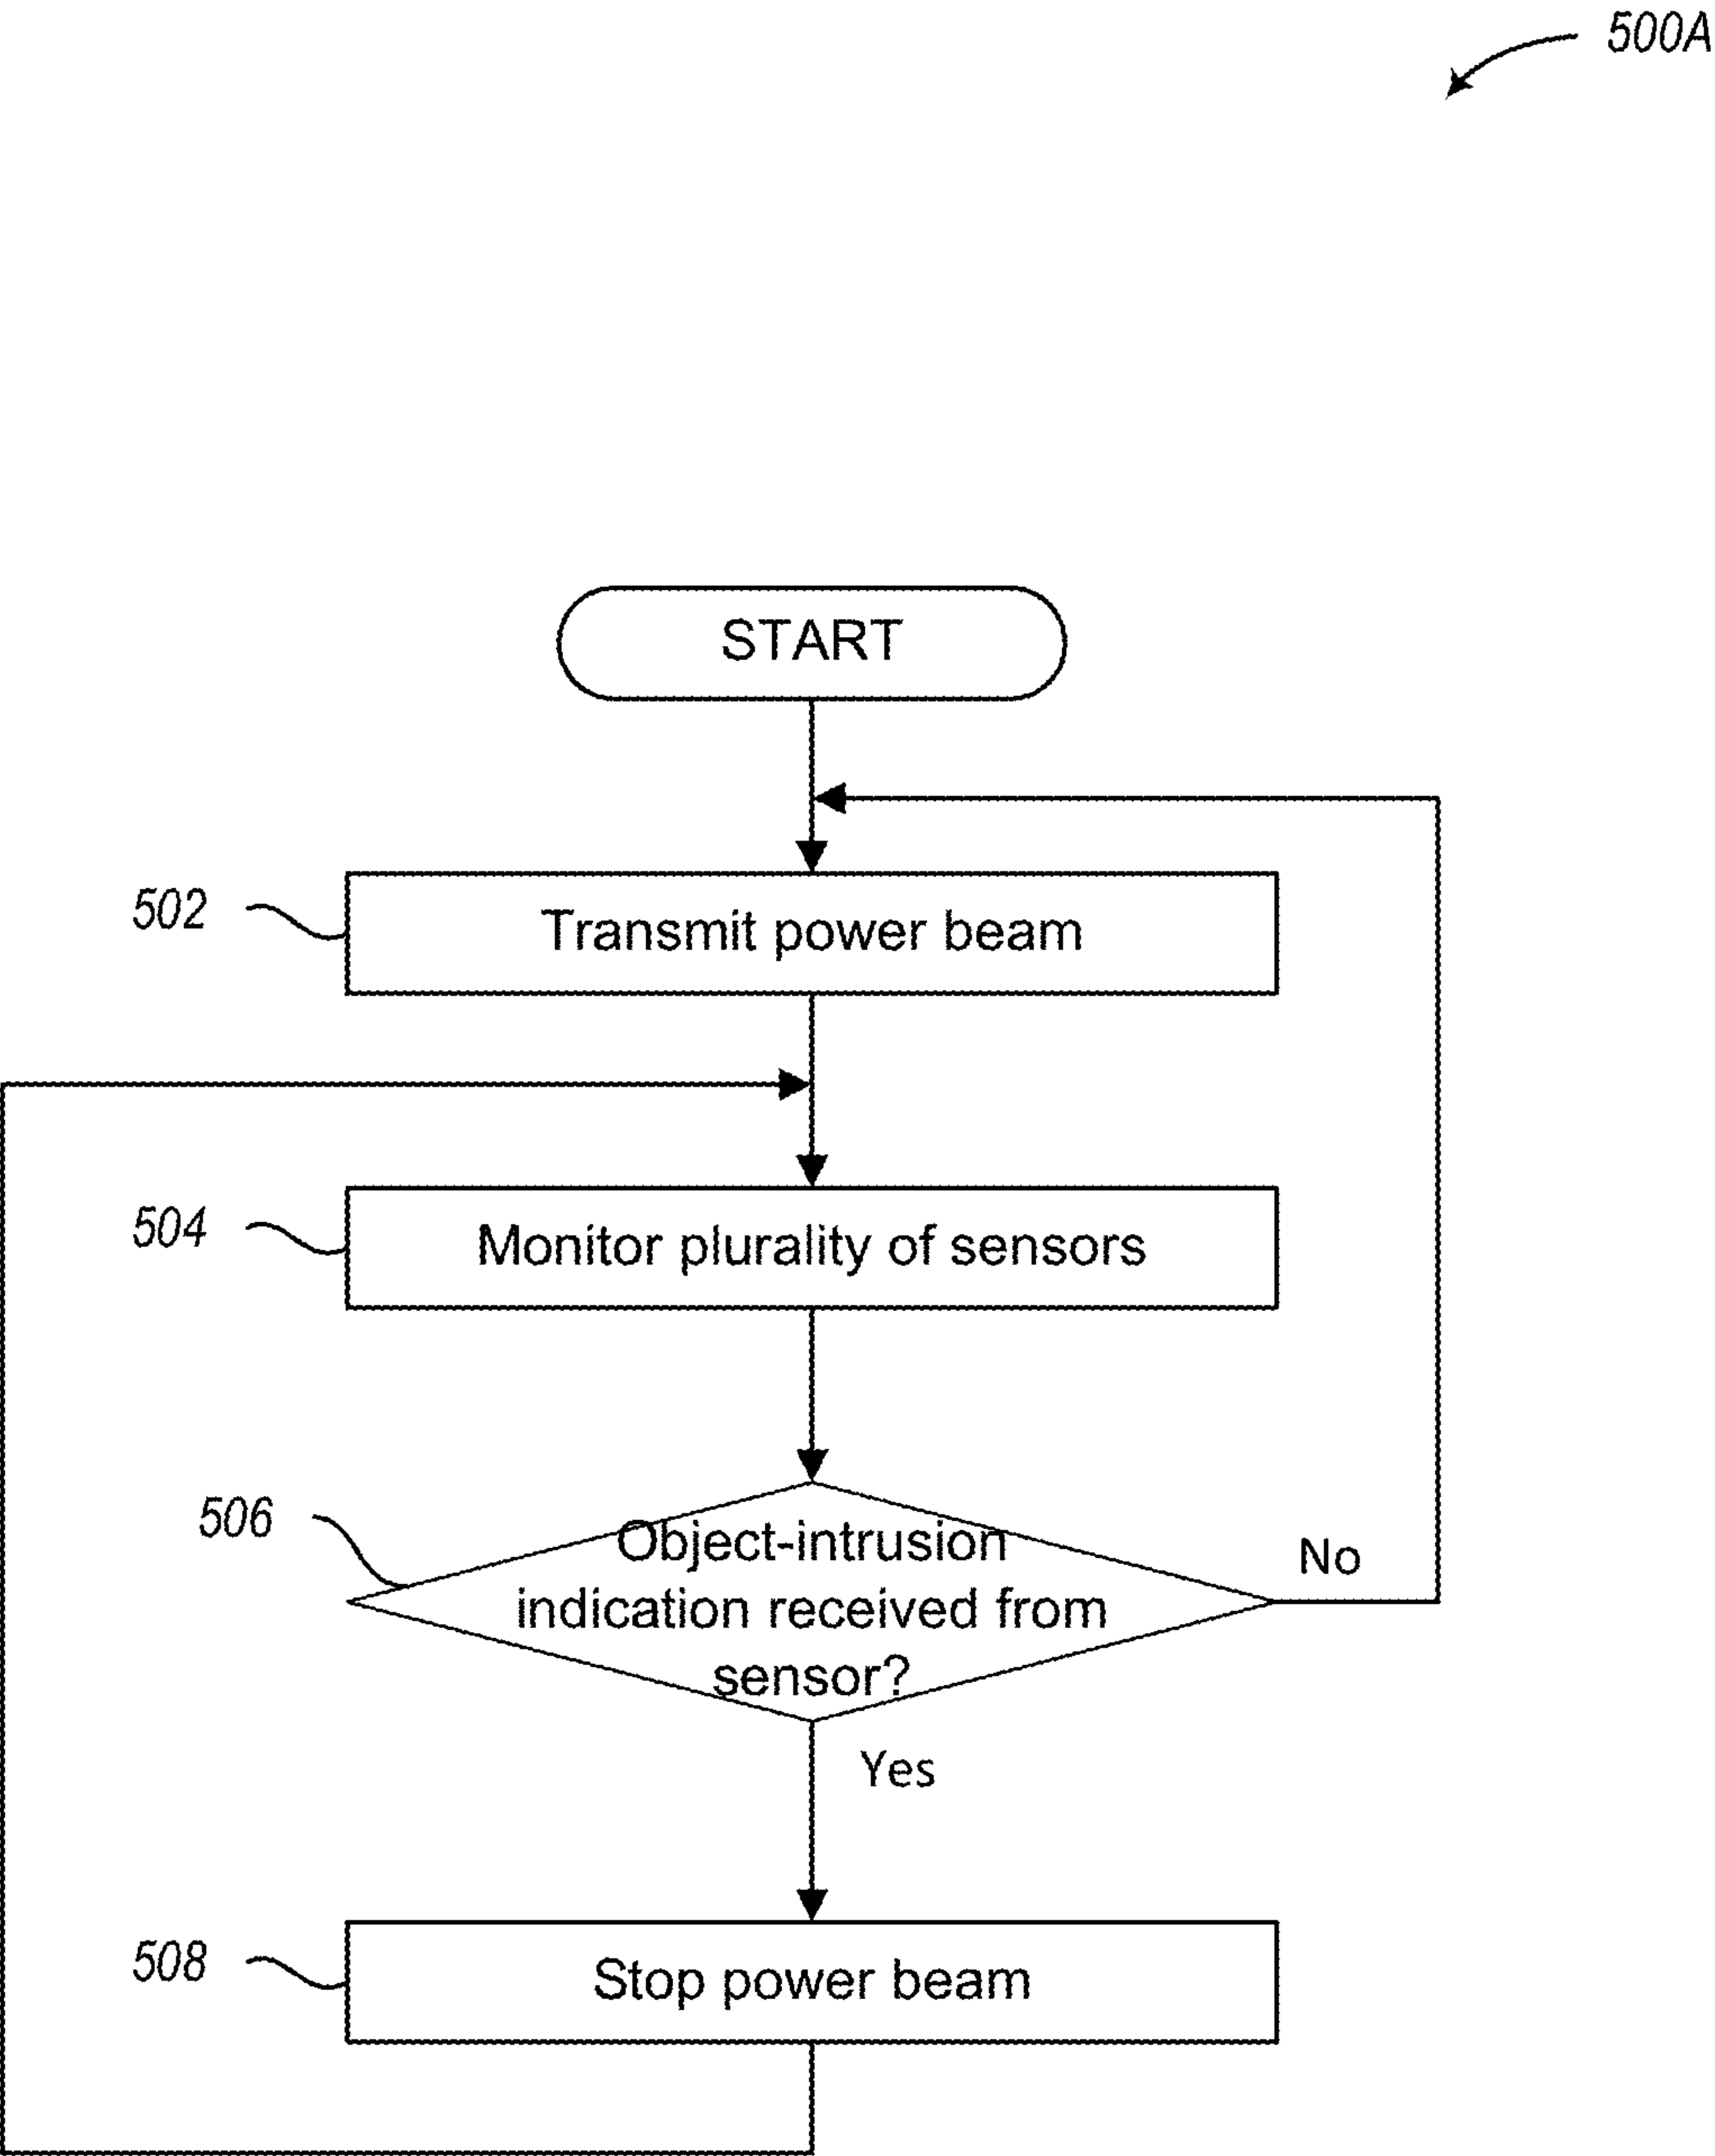 500A
START
502
Transmit power beam
504
Monitor plurality of sensors
506
Object-intrusion
indication received from
sensor?
No
Yes
508
Stop power beam